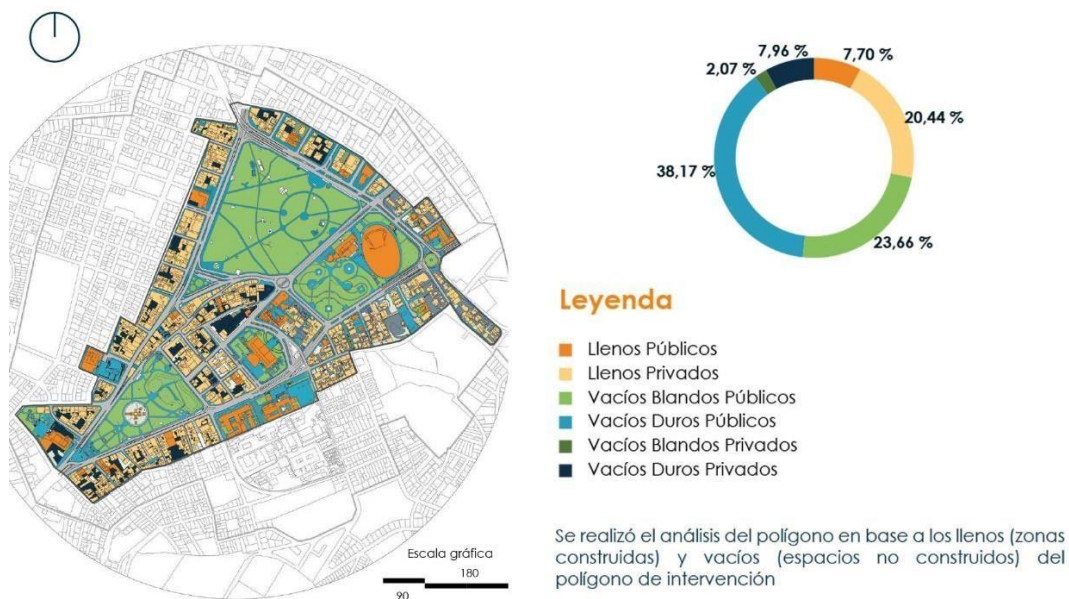 7,96 %
7,70 %
2,07 %
20,44 %
38,17 %
23,66 %
Leyenda
Llenos Públicos
Llenos Privados
Vacíos Blandos Públicos
Vacíos Duros Públicos
Vacíos Blandos Privados
Vacíos Duros Privados
Se realizó el análisis del polígono en base a los llenos (zonas
construidas) y vacíos (espacios no construidos) del
polígono de intervención
Escala gráfica
180
90